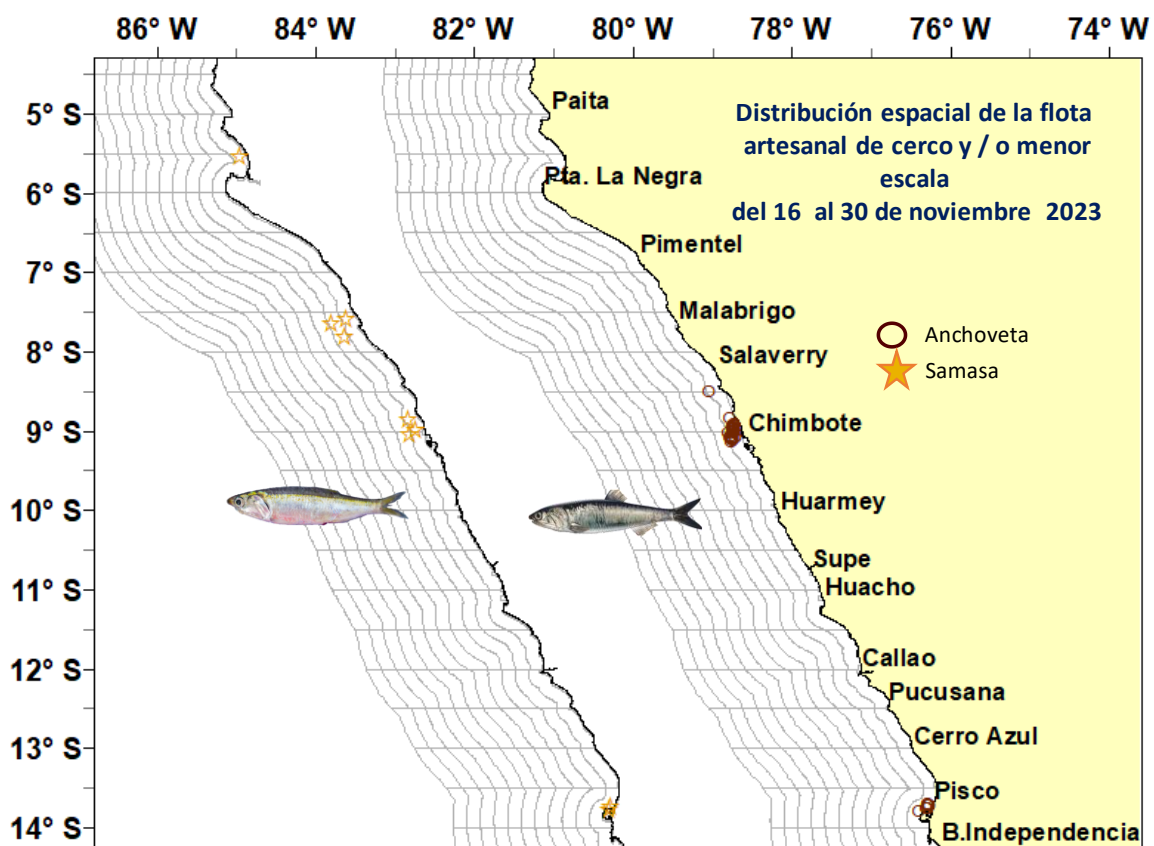 86° W 84° W 82° W 80° W 78° W 76° W 74° W
5° S
6° S
7° S
8° S
9° S
10° S
11° S
12° S
13° S
14° S
Distribución espacial de la flota
artesanal de cerco y / o menor
escala
del 16 al 30 de noviembre 2023
Anchoveta
Samasa
Paita
Pta. La Negra
Pimentel
Malabrigo
Salaverry
Chimbote
Huarmey
Supe
Huacho
Callao
Pucusana
Cerro Azul
Pisco
B.Independencia